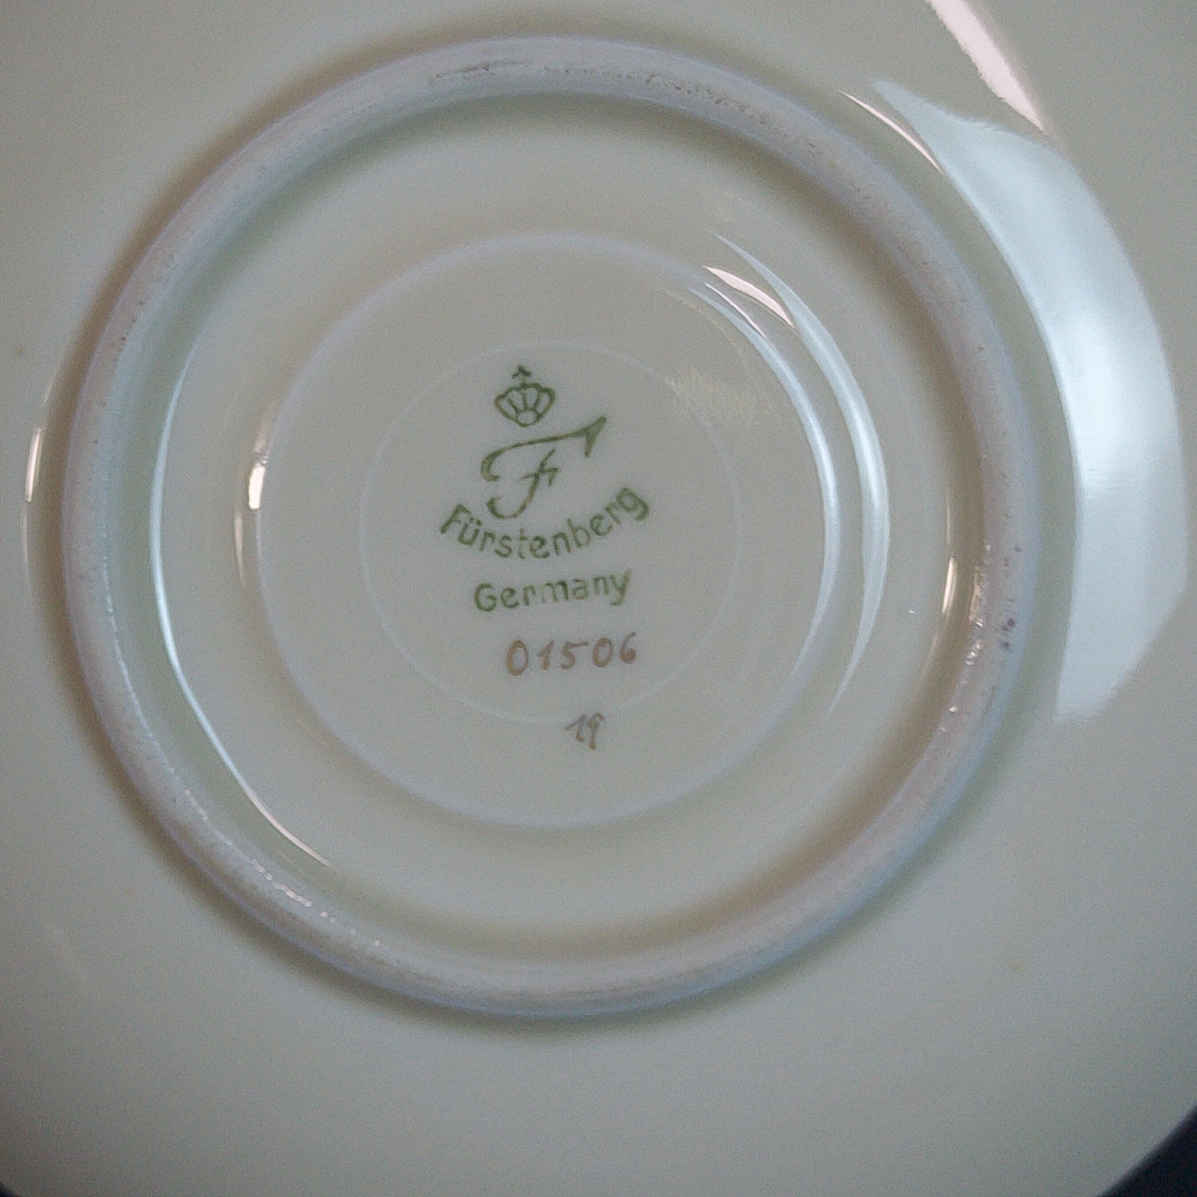 F
Fürstenberg
Germany
01506
19